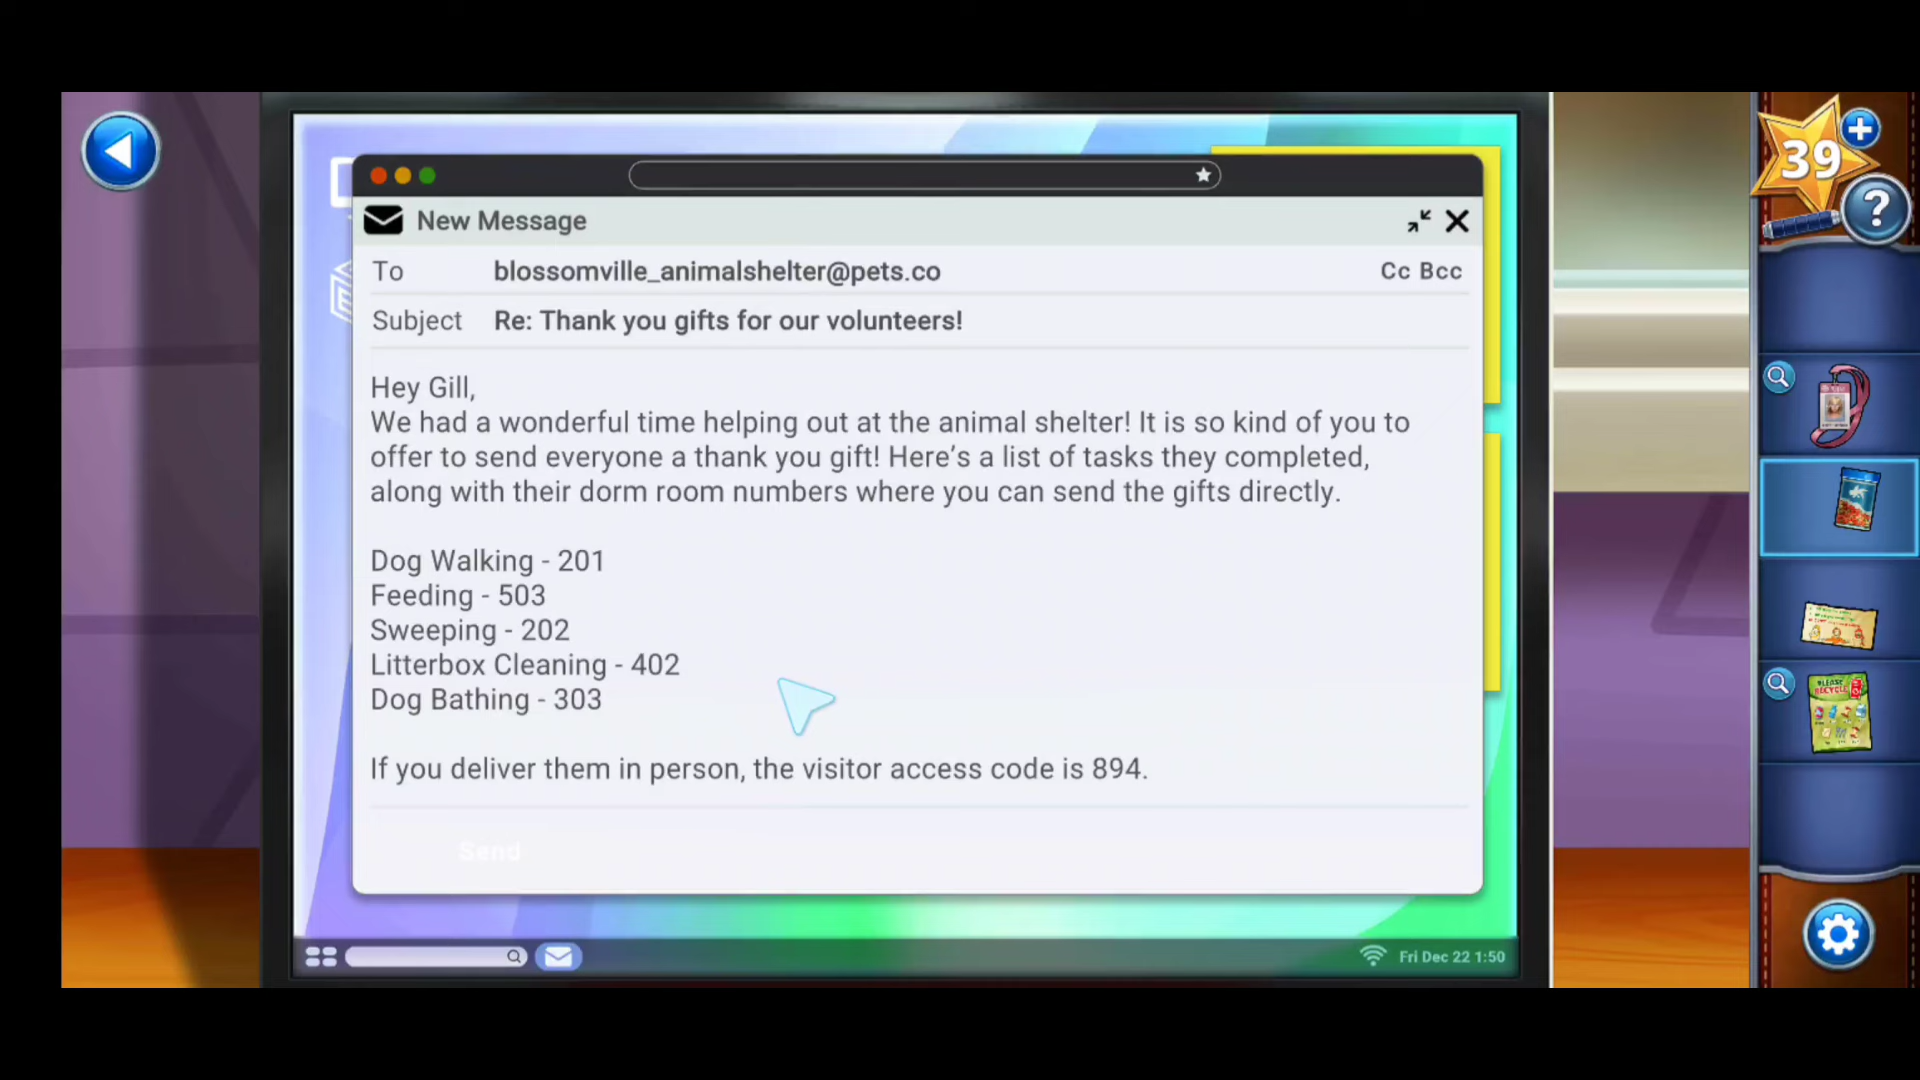 39
?
New Message
To blossomville_animalshelter@pets.co Cc Bcc
Subject Re: Thank you gifts for our volunteers!
Hey Gill,
We had a wonderful time helping out at the animal shelter! It is so kind of you to
offer to send everyone a thank you gift! Here’s a list of tasks they completed,
along with their dorm room numbers where you can send the gifts directly.
Dog Walking - 201
Feeding - 503
Sweeping - 202
Litterbox Cleaning - 402
Dog Bathing - 303
If you deliver them in person, the visitor access code is 894.
Send
Fri Dec 22 1:50
PLEASE
RECYCLE